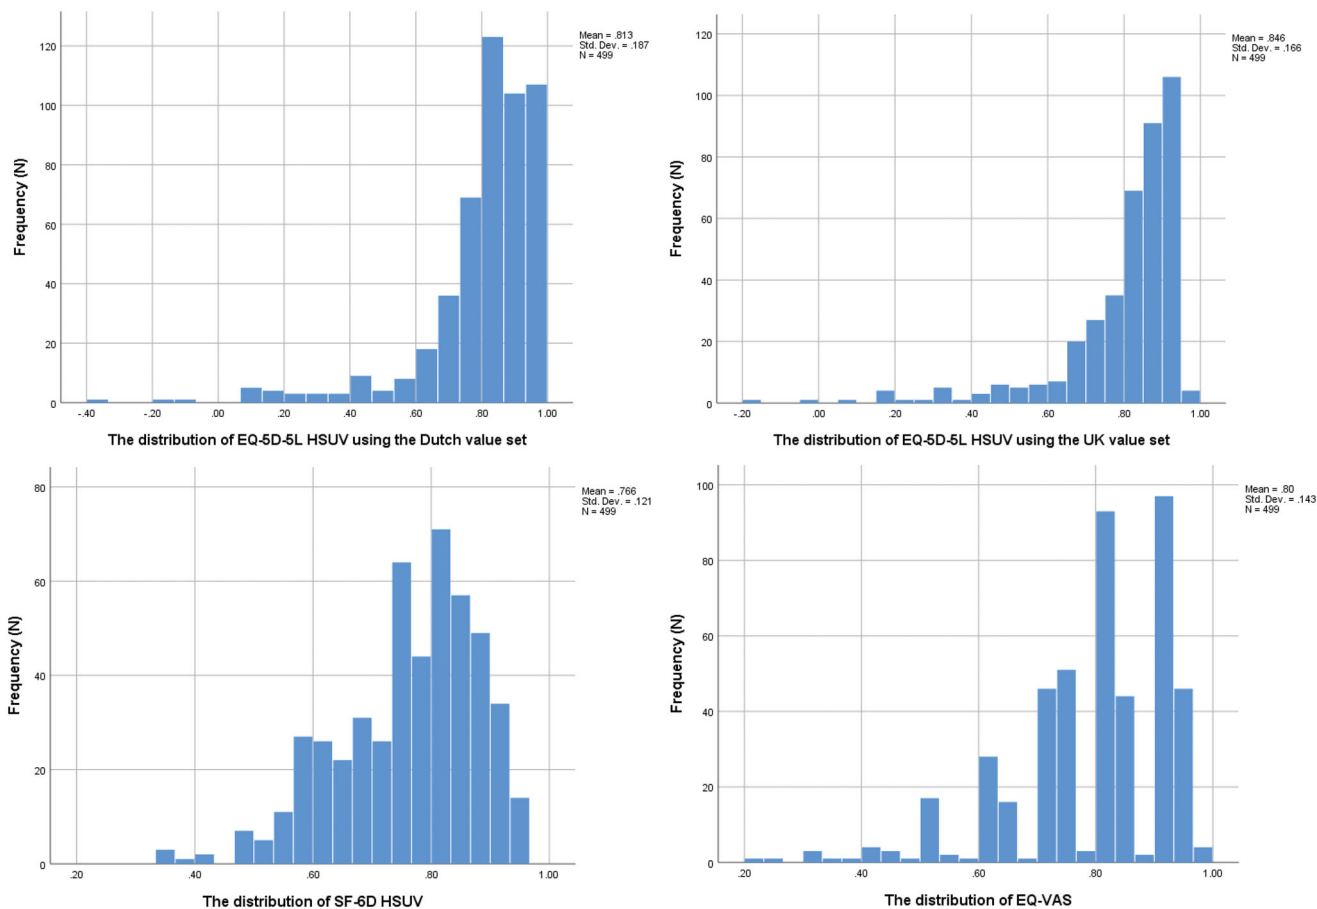 Mean = .813
Std. Dev. = .187
N = 499
Frequency (N)
120
100
80
60
40
20
0
-.40 -.20 .00 .20 .40 .60 .80 1.00
The distribution of EQ-5D-5L HSUV using the Dutch value set
Mean = .846
Std. Dev. = .166
N = 499
Frequency (N)
120
100
80
60
40
20
0
-.20 .00 .20 .40 .60 .80 1.00
The distribution of EQ-5D-5L HSUV using the UK value set
Mean = .766
Std. Dev. = .121
N = 499
Frequency (N)
80
60
40
20
0
.20 .40 .60 .80 1.00
The distribution of SF-6D HSUV
Mean = .80
Std. Dev. = .143
N = 499
Frequency (N)
100
80
60
40
20
0
.20 .40 .60 .80 1.00
The distribution of EQ-VAS